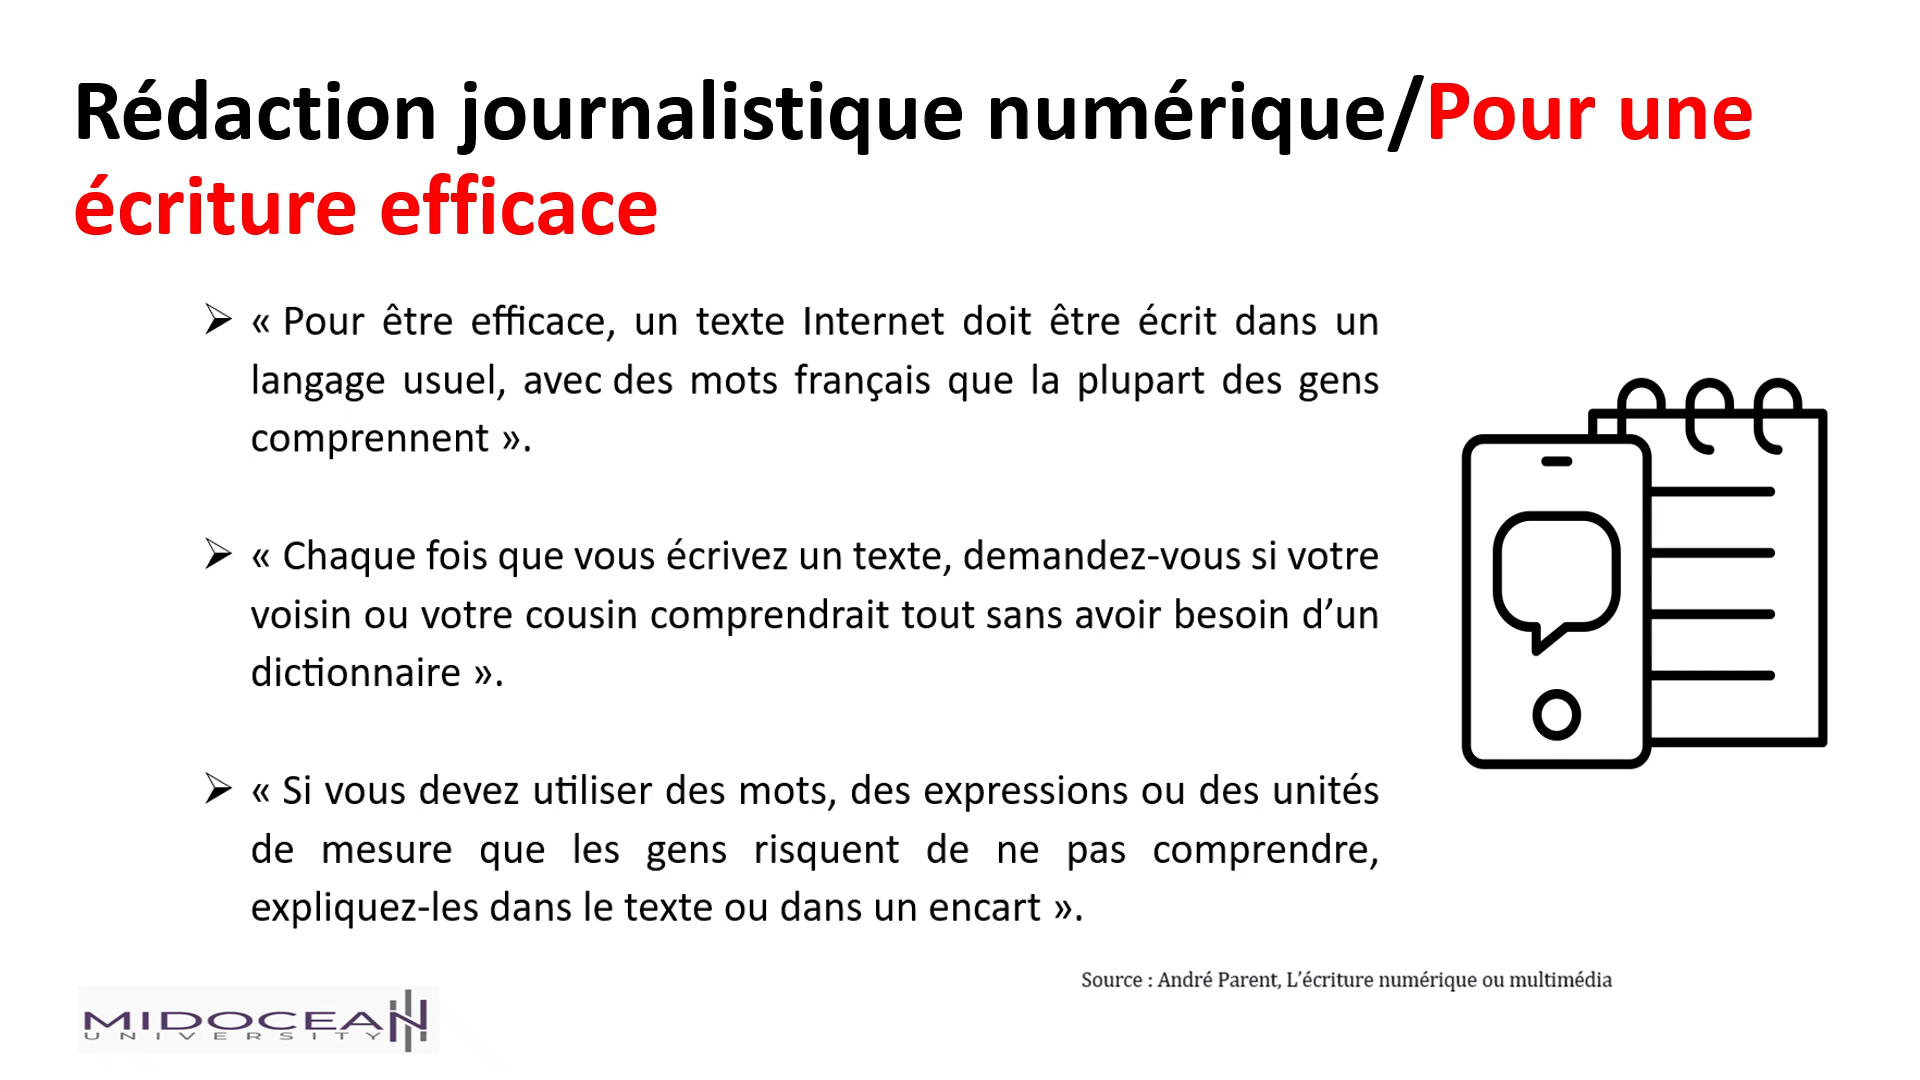 Rédaction journalistique numérique/Pour une
écriture efficace
➢ « Pour être efficace, un texte Internet doit être écrit dans un
langage usuel, avec des mots français que la plupart des gens
comprennent ».
➢ « Chaque fois que vous écrivez un texte, demandez-vous si votre
voisin ou votre cousin comprendrait tout sans avoir besoin d’un
dictionnaire ».
➢ « Si vous devez utiliser des mots, des expressions ou des unités
de mesure que les gens risquent de ne pas comprendre,
expliquez-les dans le texte ou dans un encart ».
Source : André Parent, L’écriture numérique ou multimédia
MIDOCEAN
UNIVERSITY